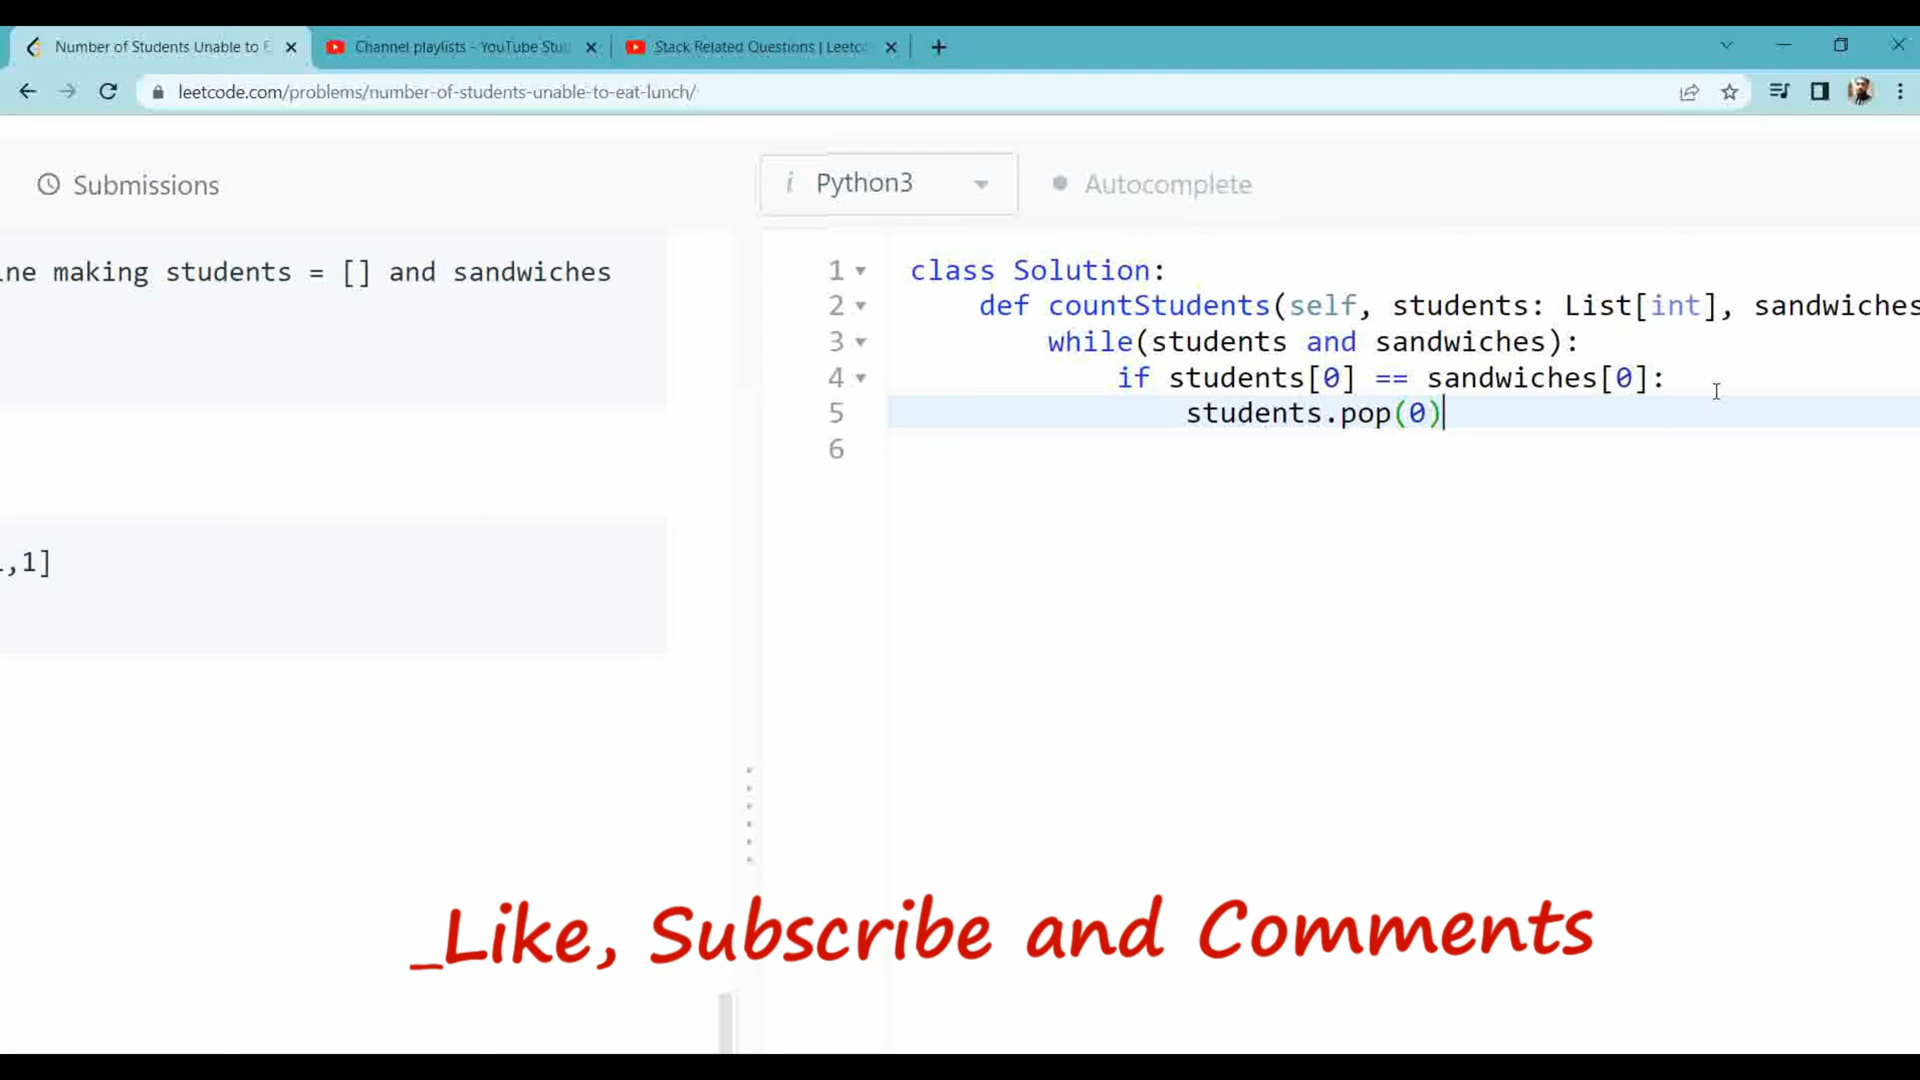 Number of Students Unable to E
Channel playlists - YouTube Stu
Stack Related Questions | Leetc
leetcode.com/problems/number-of-students-unable-to-eat-lunch/
Submissions
i Python3
Autocomplete
ine making students = [] and sandwiches
,1]
1 class Solution:
2 def countStudents(self, students: List[int], sandwiches
3 while(students and sandwiches):
4 if students[0] == sandwiches[0]:
5 students.pop(0)
6
_Like, Subscribe and Comments